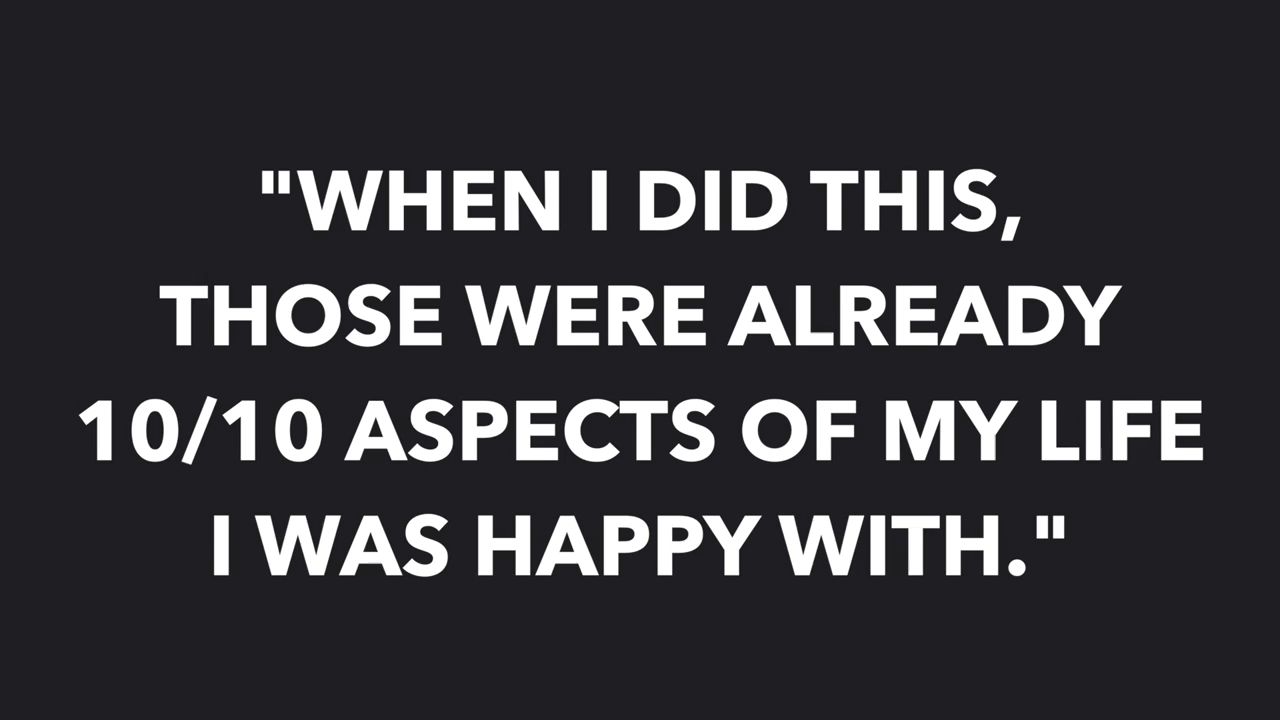 "WHEN I DID THIS,
THOSE WERE ALREADY
10/10 ASPECTS OF MY LIFE
I WAS HAPPY WITH."